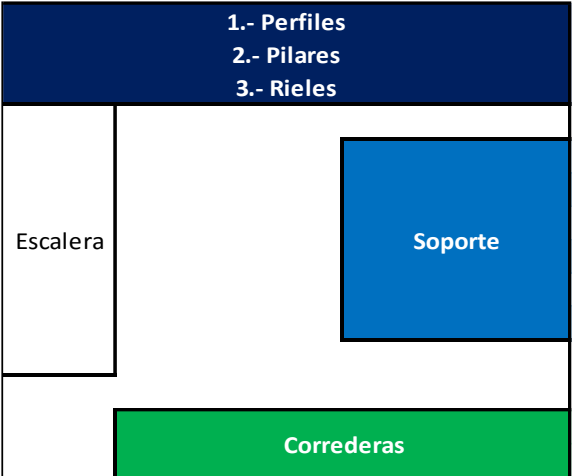 1.- Perfiles
2.- Pilares
3.- Rieles
Escalera
Soporte
Correderas